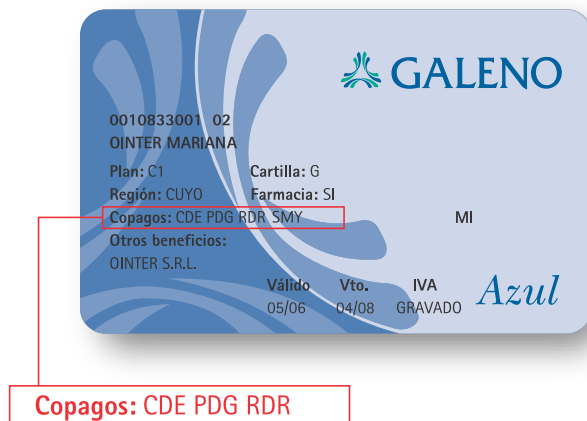 GALENO
0010833001 02
OINTER MARIANA
Plan: C1 Cartilla: G
Región: CUYO Farmacia: SI
Copagos: CDE PDG RDR SMY MI
Otros beneficios:
OINTER S.R.L.
Válido Vto. IVA
05/06 04/08 GRAVADO
Azul
Copagos: CDE PDG RDR